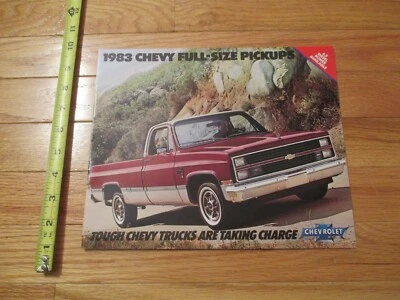 1983 CHEVY FULL-SIZE PICKUPS
TOUGH CHEVY TRUCKS ARE TAKING CHARGE
CHEVROLET